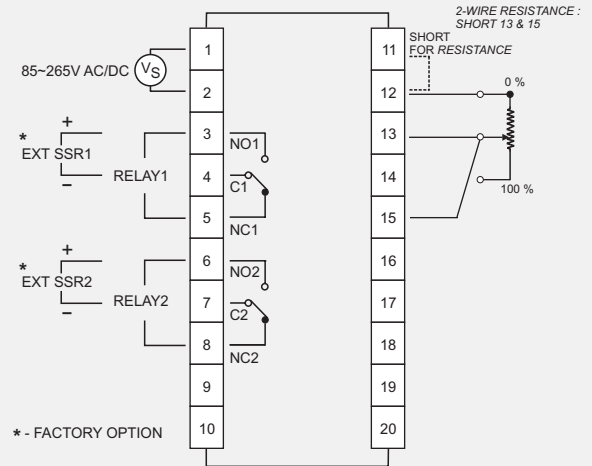 2-WIRE RESISTANCE :
SHORT 13 & 15
SHORT
FOR RESISTANCE
85~265V AC/DC
VS
1
2
3
4
5
6
7
8
9
10
11
12
13
14
15
16
17
18
19
20
0 %
100 %
+
*
EXT SSR1
−
RELAY1
NO1
C1
NC1
+
*
EXT SSR2
−
RELAY2
NO2
C2
NC2
* - FACTORY OPTION